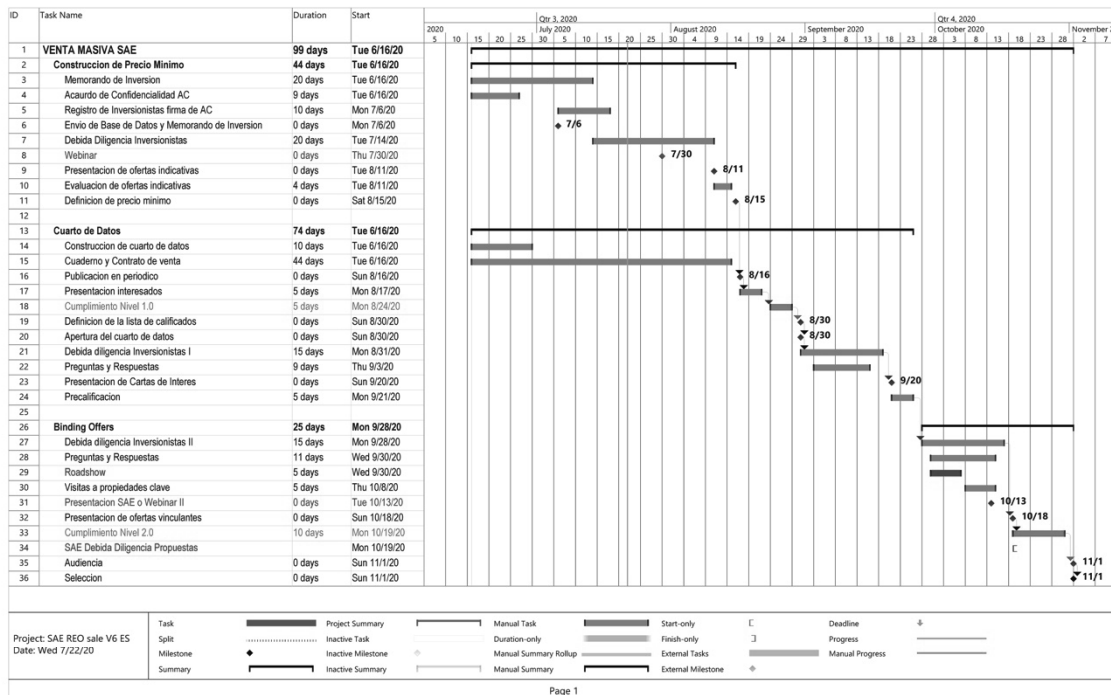 ID Task Name Duration Start
Qtr 3, 2020 Qtr 4, 2020
2020 July 2020 August 2020 September 2020 October 2020 November 2
5 10 15 20 25 30 5 10 15 20 25 30 4 9 14 19 24 29 3 8 13 18 23 28 3 8 13 18 23 28 2 7
1 VENTA MASIVA SAE 99 days Tue 6/16/20
2 Construccion de Precio Minimo 44 days Tue 6/16/20
3 Memorando de Inversion 20 days Tue 6/16/20
4 Acaurdo de Confidencialidad AC 9 days Tue 6/16/20
5 Registro de Inversionistas firma de AC 10 days Mon 7/6/20
6 Envio de Base de Datos y Memorando de Inversion 0 days Mon 7/6/20 7/6
7 Debida Diligencia Inversionistas 20 days Tue 7/14/20
8 Webinar 0 days Thu 7/30/20 7/30
9 Presentacion de ofertas indicativas 0 days Tue 8/11/20 8/11
10 Evaluacion de ofertas indicativas 4 days Tue 8/11/20
11 Definicion de precio minimo 0 days Sat 8/15/20 8/15
12
13 Cuarto de Datos 74 days Tue 6/16/20
14 Construccion de cuarto de datos 10 days Tue 6/16/20
15 Cuaderno y Contrato de venta 44 days Tue 6/16/20
16 Publicacion en periodico 0 days Sun 8/16/20 8/16
17 Presentacion interesados 5 days Mon 8/17/20
18 Cumplimiento Nivel 1.0 5 days Mon 8/24/20
19 Definicion de la lista de calificados 0 days Sun 8/30/20 8/30
20 Apertura del cuarto de datos 0 days Sun 8/30/20 8/30
21 Debida diligencia Inversionistas I 15 days Mon 8/31/20
22 Preguntas y Respuestas 9 days Thu 9/3/20
23 Presentacion de Cartas de Interes 0 days Sun 9/20/20 9/20
24 Precalificacion 5 days Mon 9/21/20
25
26 Binding Offers 25 days Mon 9/28/20
27 Debida diligencia Inversionistas II 15 days Mon 9/28/20
28 Preguntas y Respuestas 11 days Wed 9/30/20
29 Roadshow 5 days Wed 9/30/20
30 Visitas a propiedades clave 5 days Thu 10/8/20
31 Presentacion SAE o Webinar II 0 days Tue 10/13/20 10/13
32 Presentacion de ofertas vinculantes 0 days Sun 10/18/20 10/18
33 Cumplimiento Nivel 2.0 10 days Mon 10/19/20
34 SAE Debida Diligencia Propuestas Mon 10/19/20
35 Audiencia 0 days Sun 11/1/20 11/1
36 Seleccion 0 days Sun 11/1/20 11/1
Project: SAE REO sale V6 ES
Date: Wed 7/22/20
Task Project Summary Manual Task Start-only Deadline
Split Inactive Task Duration-only Finish-only Progress
Milestone Inactive Milestone Manual Summary Rollup External Tasks Manual Progress
Summary Inactive Summary Manual Summary External Milestone
Page 1